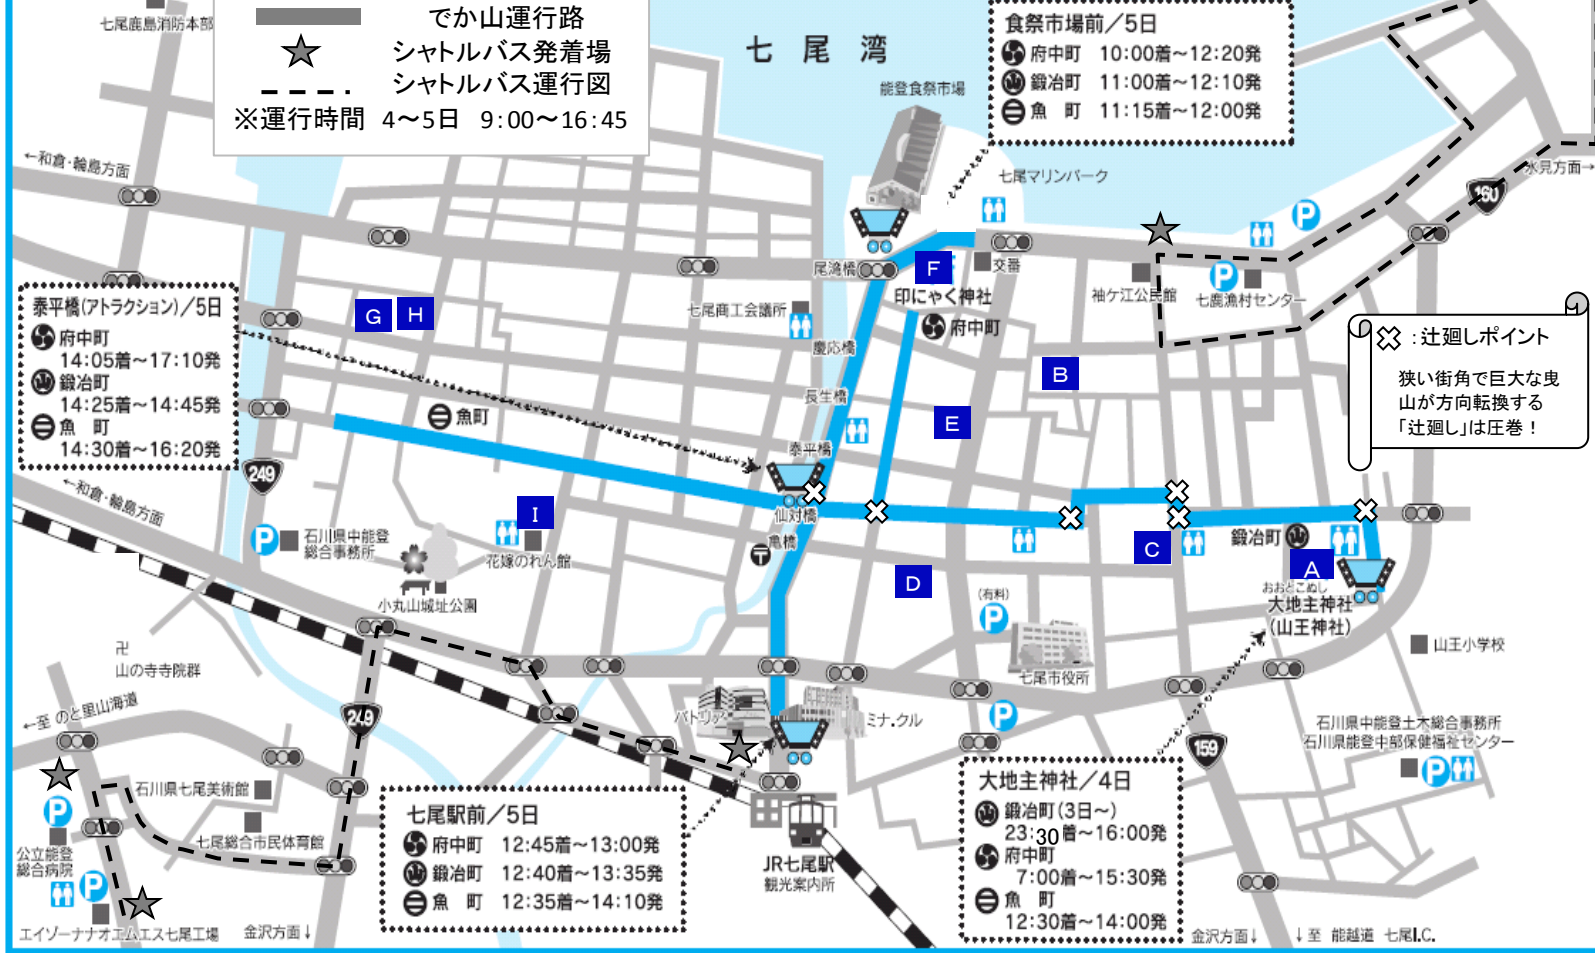 七尾鹿島消防本部
でか山運行路
シャトルバス発着場
シャトルバス運行図
※運行時間 4～5日 9:00～16:45
七尾湾
能登食祭市場
食祭市場前／5日
府中町 10:00着～12:20発
鍛冶町 11:00着～12:10発
魚 町 11:15着～12:00発
←和倉・輪島方面
七尾マリンパーク
氷見方面→
160
P
尾湾橋
F
交番
印にゃく神社
府中町
袖ケ江公民館
P
七鹿漁村センター
七尾商工会議所
慶応橋
長生橋
泰平橋
仙対橋
亀橋
泰平橋(アトラクション)／5日
府中町
14:05着～17:10発
鍛冶町
14:25着～14:45発
魚 町
14:30着～16:20発
G
H
B
E
:辻廻しポイント
狭い街角で巨大な曳
山が方向転換する
「辻廻し」は圧巻！
魚町
249
←和倉・輪島方面
P
石川県中能登
総合事務所
I
花嫁のれん館
小丸山城址公園
C
D
鍛冶町
A
おおとこぬし
大地主神社
(山王神社)
(有料)
P
七尾市役所
山王小学校
卍
山の寺寺院群
←至 のと里山海道
249
パトリア
ミナ.クル
P
159
石川県中能登土木総合事務所
石川県能登中部保健福祉センター
P
石川県七尾美術館
七尾総合市民体育館
P
公立能登
総合病院
P
エイゾーナナオエムエス七尾工場
金沢方面↓
七尾駅前／5日
府中町 12:45着～13:00発
鍛冶町 12:40着～13:35発
魚 町 12:35着～14:10発
JR七尾駅
観光案内所
大地主神社／4日
鍛冶町(3日～)
23:30着～16:00発
府中町
7:00着～15:30発
魚 町
12:30着～14:00発
金沢方面↓
↓至 能越道 七尾I.C.